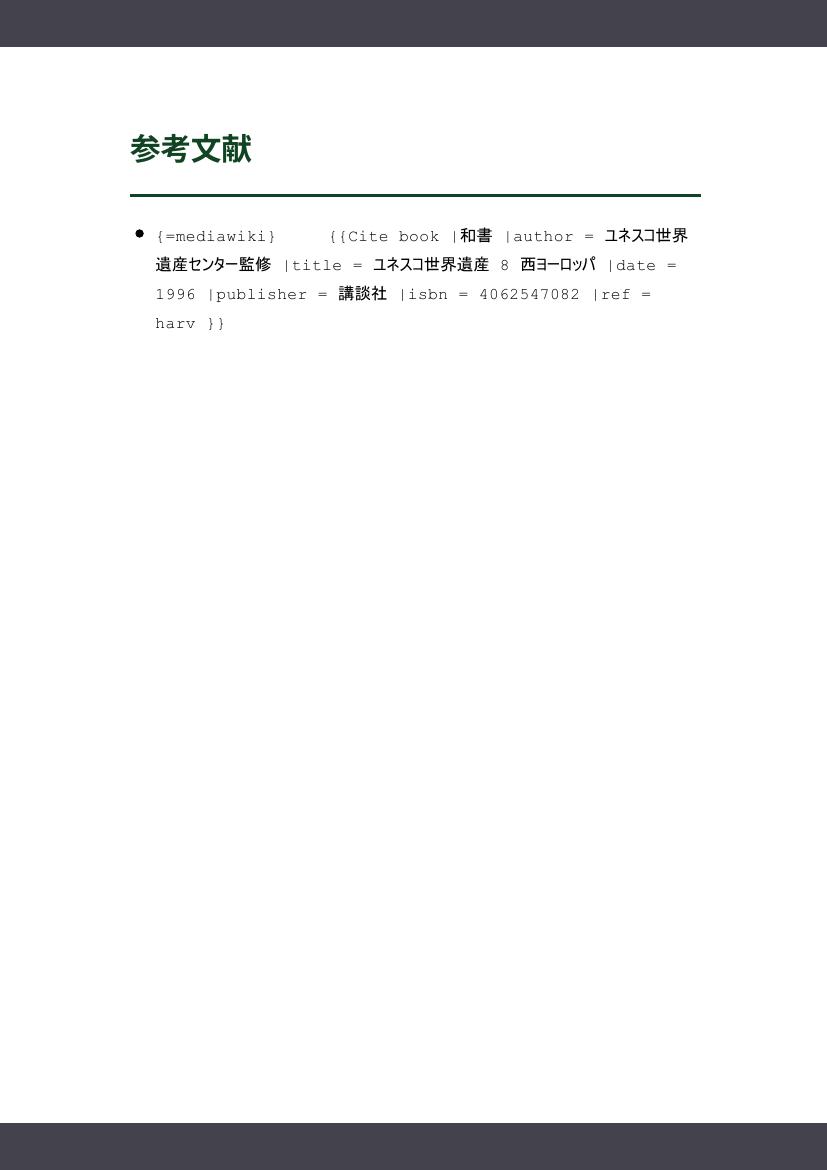 参考文献
● {=mediawiki} {{Cite book |和書 |author = ユネスコ世界
遺産センター監修 |title = ユネスコ世界遺産 8 西ヨーロッパ |date =
1996 |publisher = 講談社 |isbn = 4062547082 |ref =
harv }}